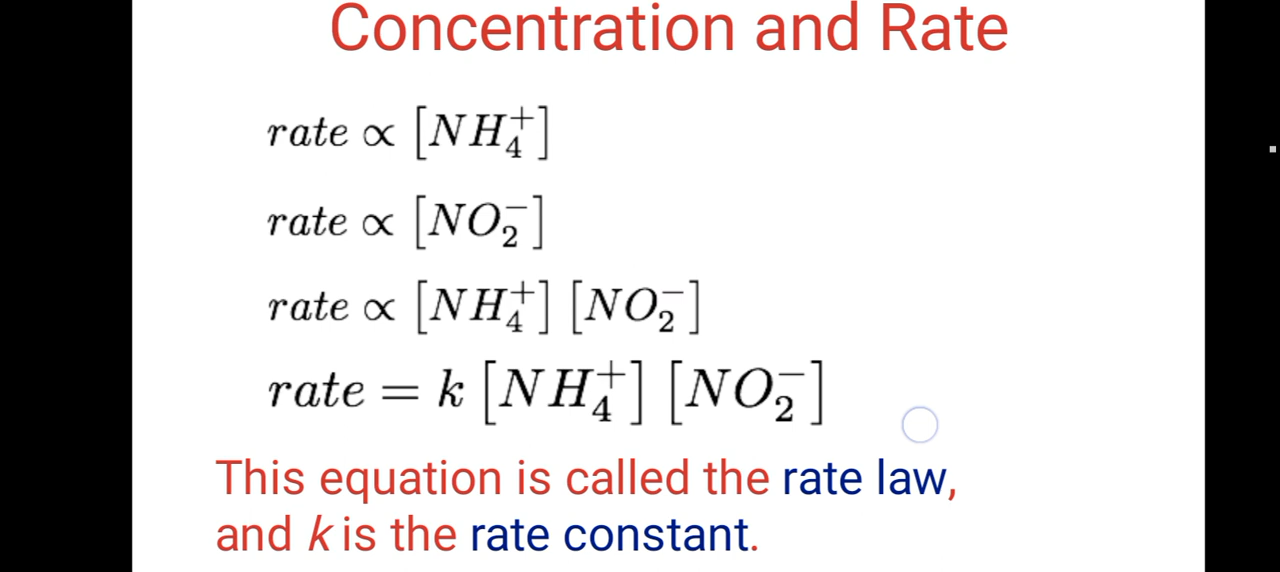 Concentration and Rate
rate ∝ [NH₄⁺]
rate ∝ [NO₂⁻]
rate ∝ [NH₄⁺] [NO₂⁻]
rate = k [NH₄⁺] [NO₂⁻]
This equation is called the rate law,
and k is the rate constant.